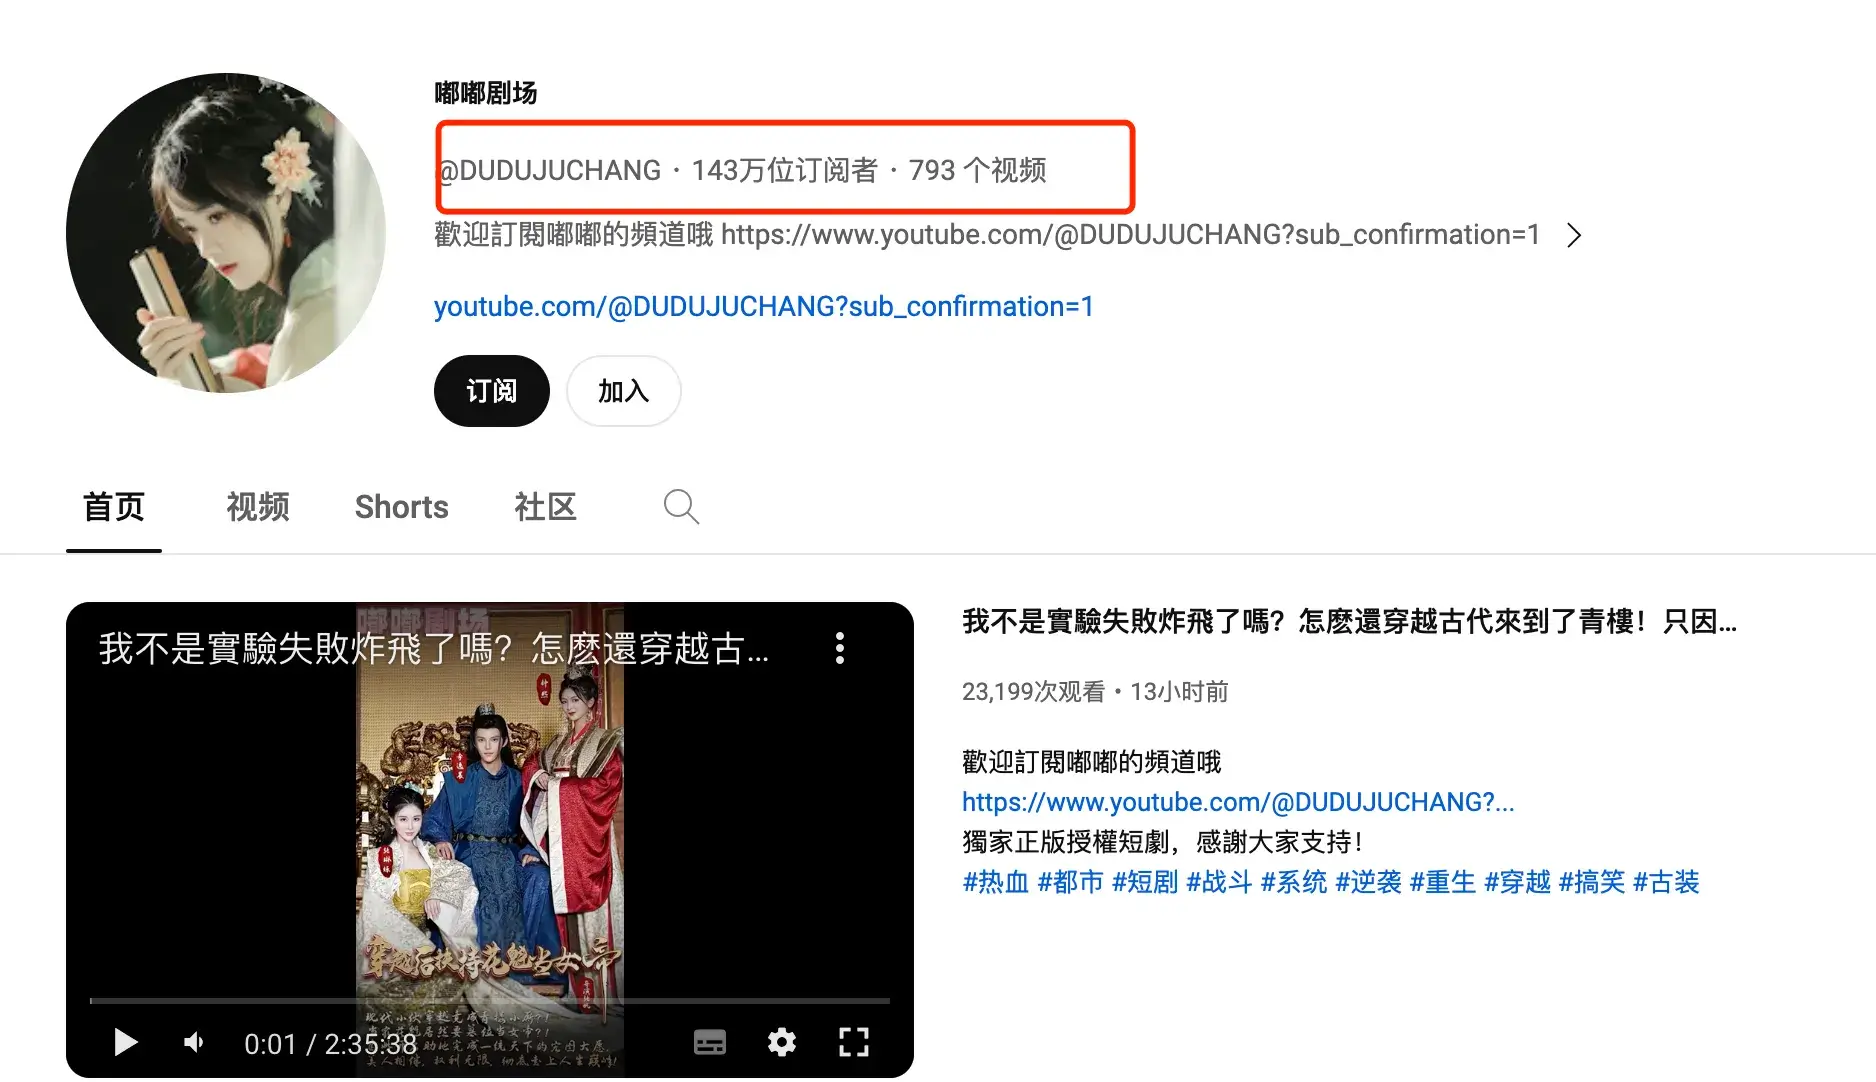 嘟嘟剧场
@DUDUJUCHANG · 143万位订阅者 · 793 个视频
歡迎訂閱嘟嘟的頻道哦 https://www.youtube.com/@DUDUJUCHANG?sub_confirmation=1
youtube.com/@DUDUJUCHANG?sub_confirmation=1
订阅
加入
首页
视频
Shorts
社区
嘟嘟剧场
我不是實驗失敗炸飛了嗎？怎麽還穿越古...
穿越后扶持花魁当女帝
0:01 / 2:35:38
我不是實驗失敗炸飛了嗎？怎麽還穿越古代來到了青樓！只因...
23,199次观看 • 13小时前
歡迎訂閱嘟嘟的頻道哦
https://www.youtube.com/@DUDUJUCHANG?...
獨家正版授權短劇，感謝大家支持！
#热血 #都市 #短剧 #战斗 #系统 #逆袭 #重生 #穿越 #搞笑 #古装